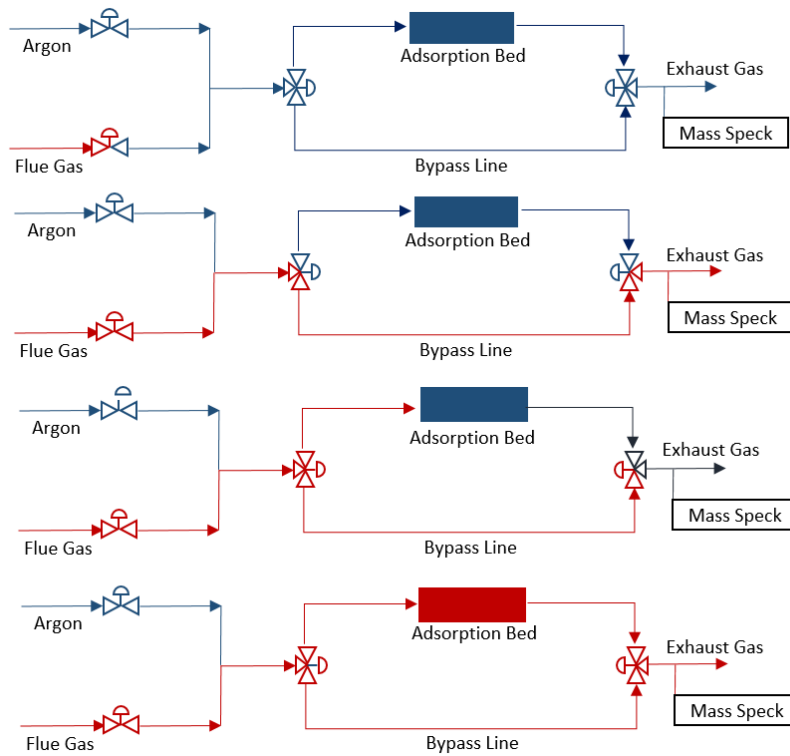 Argon
Adsorption Bed
Exhaust Gas
Mass Speck
Flue Gas
Bypass Line
Argon
Adsorption Bed
Exhaust Gas
Mass Speck
Flue Gas
Bypass Line
Argon
Adsorption Bed
Exhaust Gas
Mass Speck
Flue Gas
Bypass Line
Argon
Adsorption Bed
Exhaust Gas
Mass Speck
Flue Gas
Bypass Line